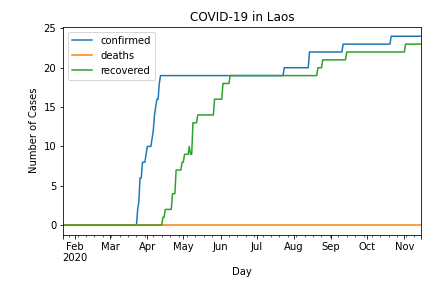 COVID-19 in Laos
confirmed
deaths
recovered
Number of Cases
25
20
15
10
5
0
Feb Mar Apr May Jun Jul Aug Sep Oct Nov
2020
Day